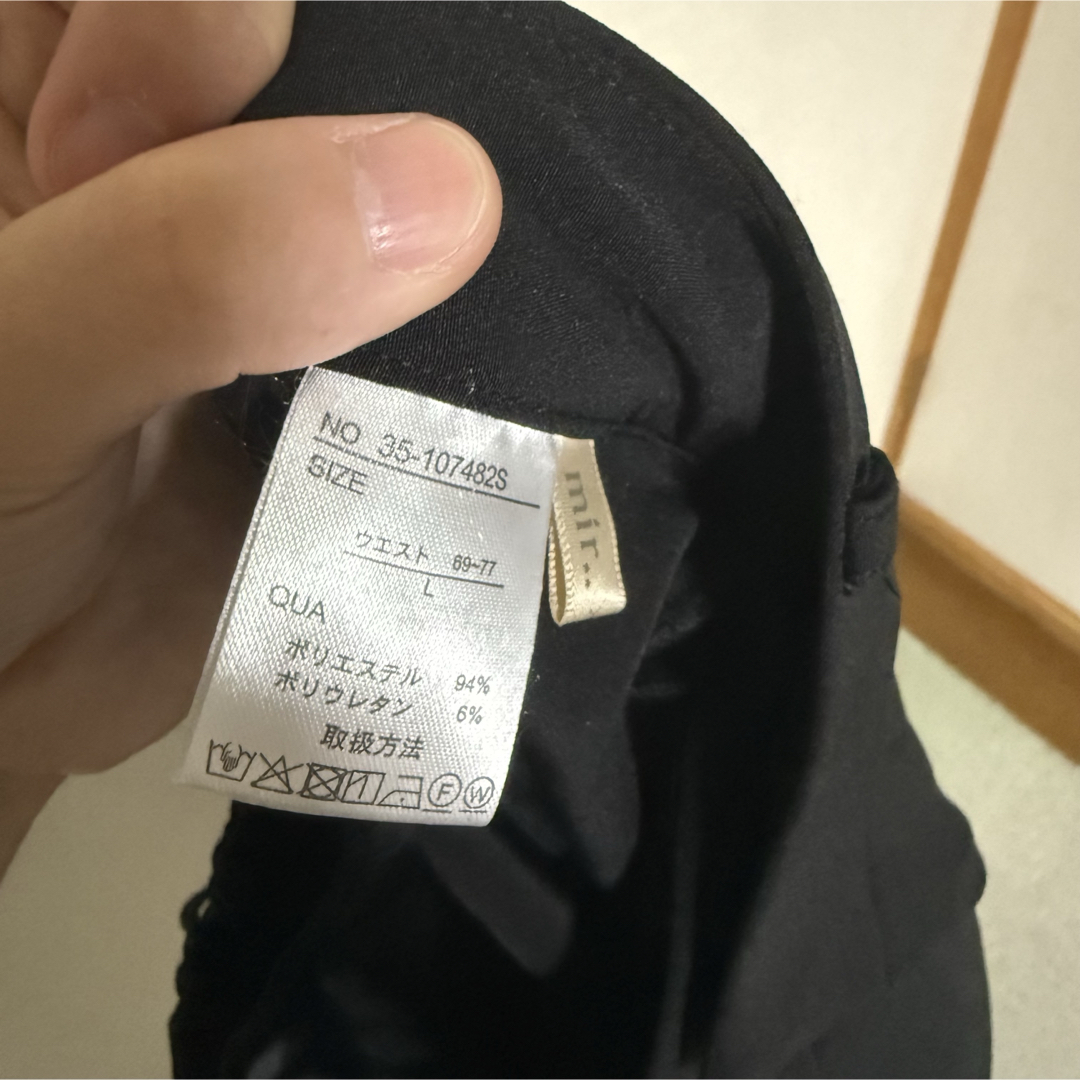 NO 35-107482S
SIZE
ウエスト 69~77
L
QUA
ポリエステル 94%
ポリウレタン 6%
取扱方法
F W
mir..